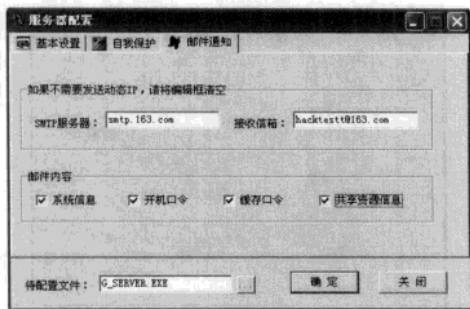 服务器配置
基本设置 自我保护 邮件通知
如果不需要发送动态IP，请将编辑框清空
SMTP服务器： smtp.163.com 接收信箱： hacktestt@163.com
邮件内容
系统信息 开机口令 缓存口令 共享资源信息
待配置文件： G_SERVER.EXE ... 确定 关闭